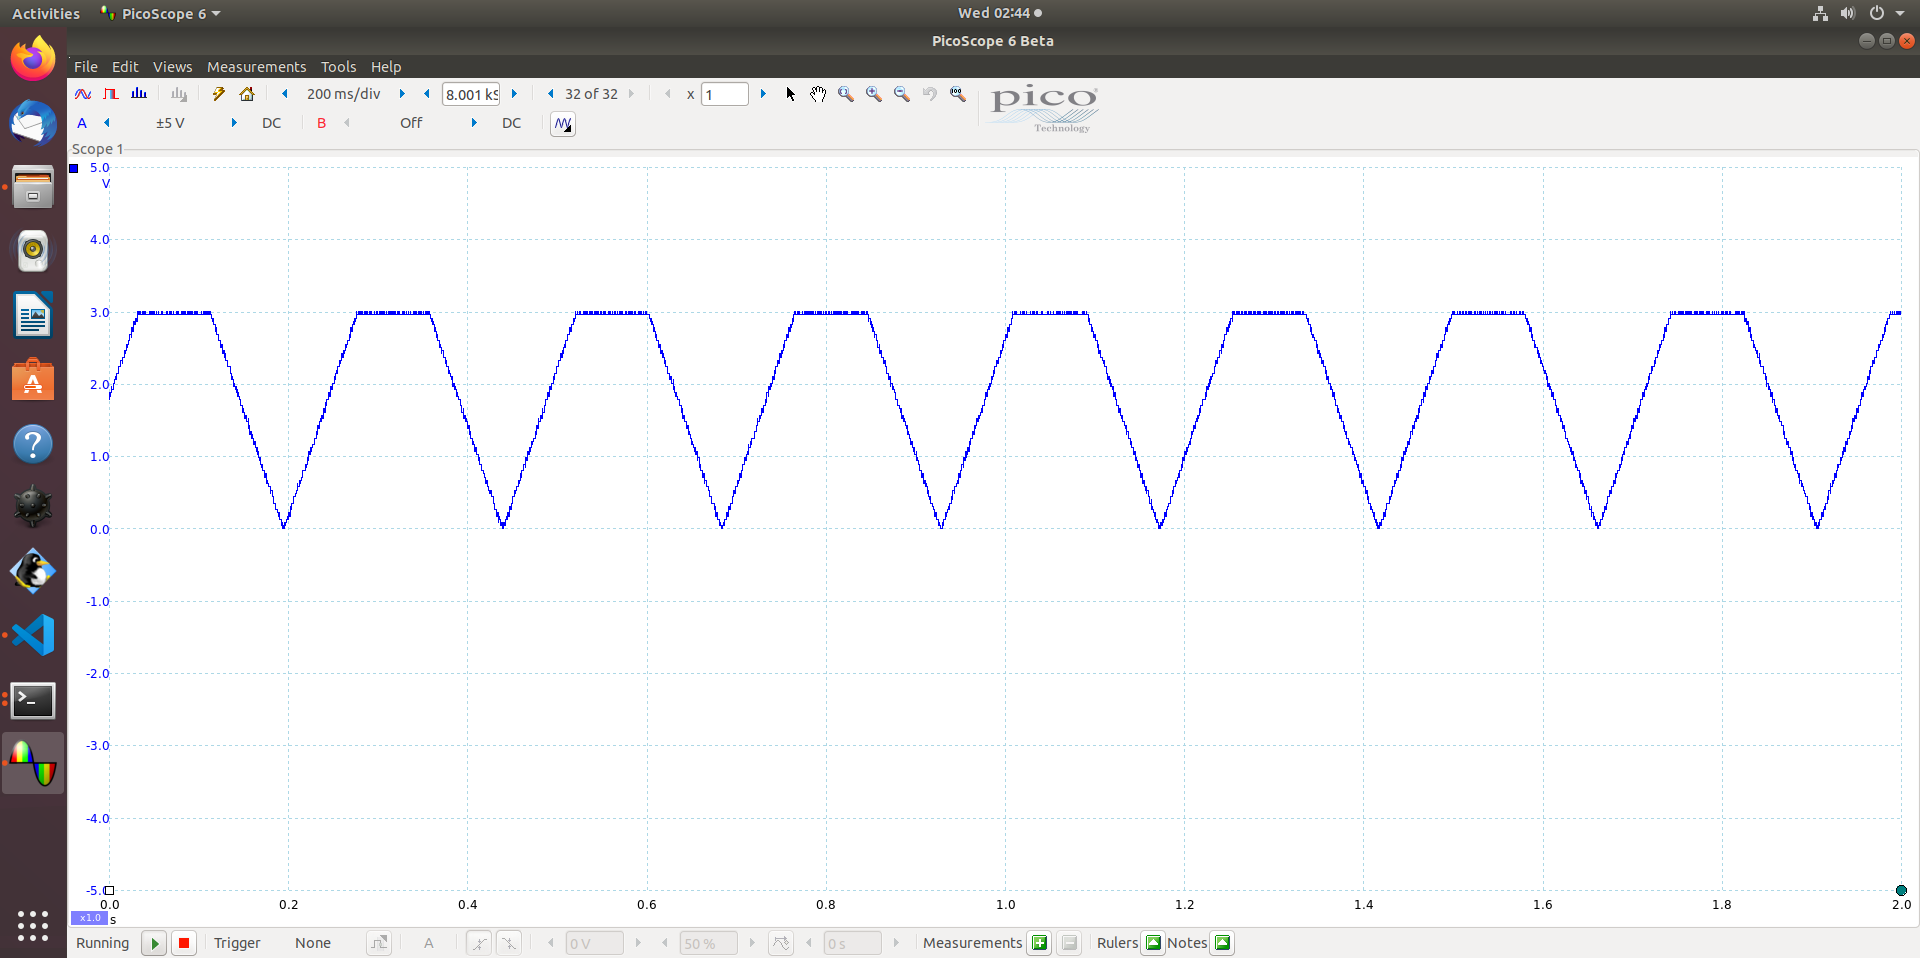 Activities PicoScope 6 Wed 02:44
PicoScope 6 Beta
File Edit Views Measurements Tools Help
200 ms/div 8.001 kS 32 of 32 x 1
pico
Technology
A ±5 V DC B Off DC
Scope 1
5.0
V
4.0
3.0
2.0
1.0
0.0
-1.0
-2.0
-3.0
-4.0
-5.0
0.0 0.2 0.4 0.6 0.8 1.0 1.2 1.4 1.6 1.8 2.0
x1.0 s
Running Trigger None A 0 V 50 % 0 s Measurements Rulers Notes